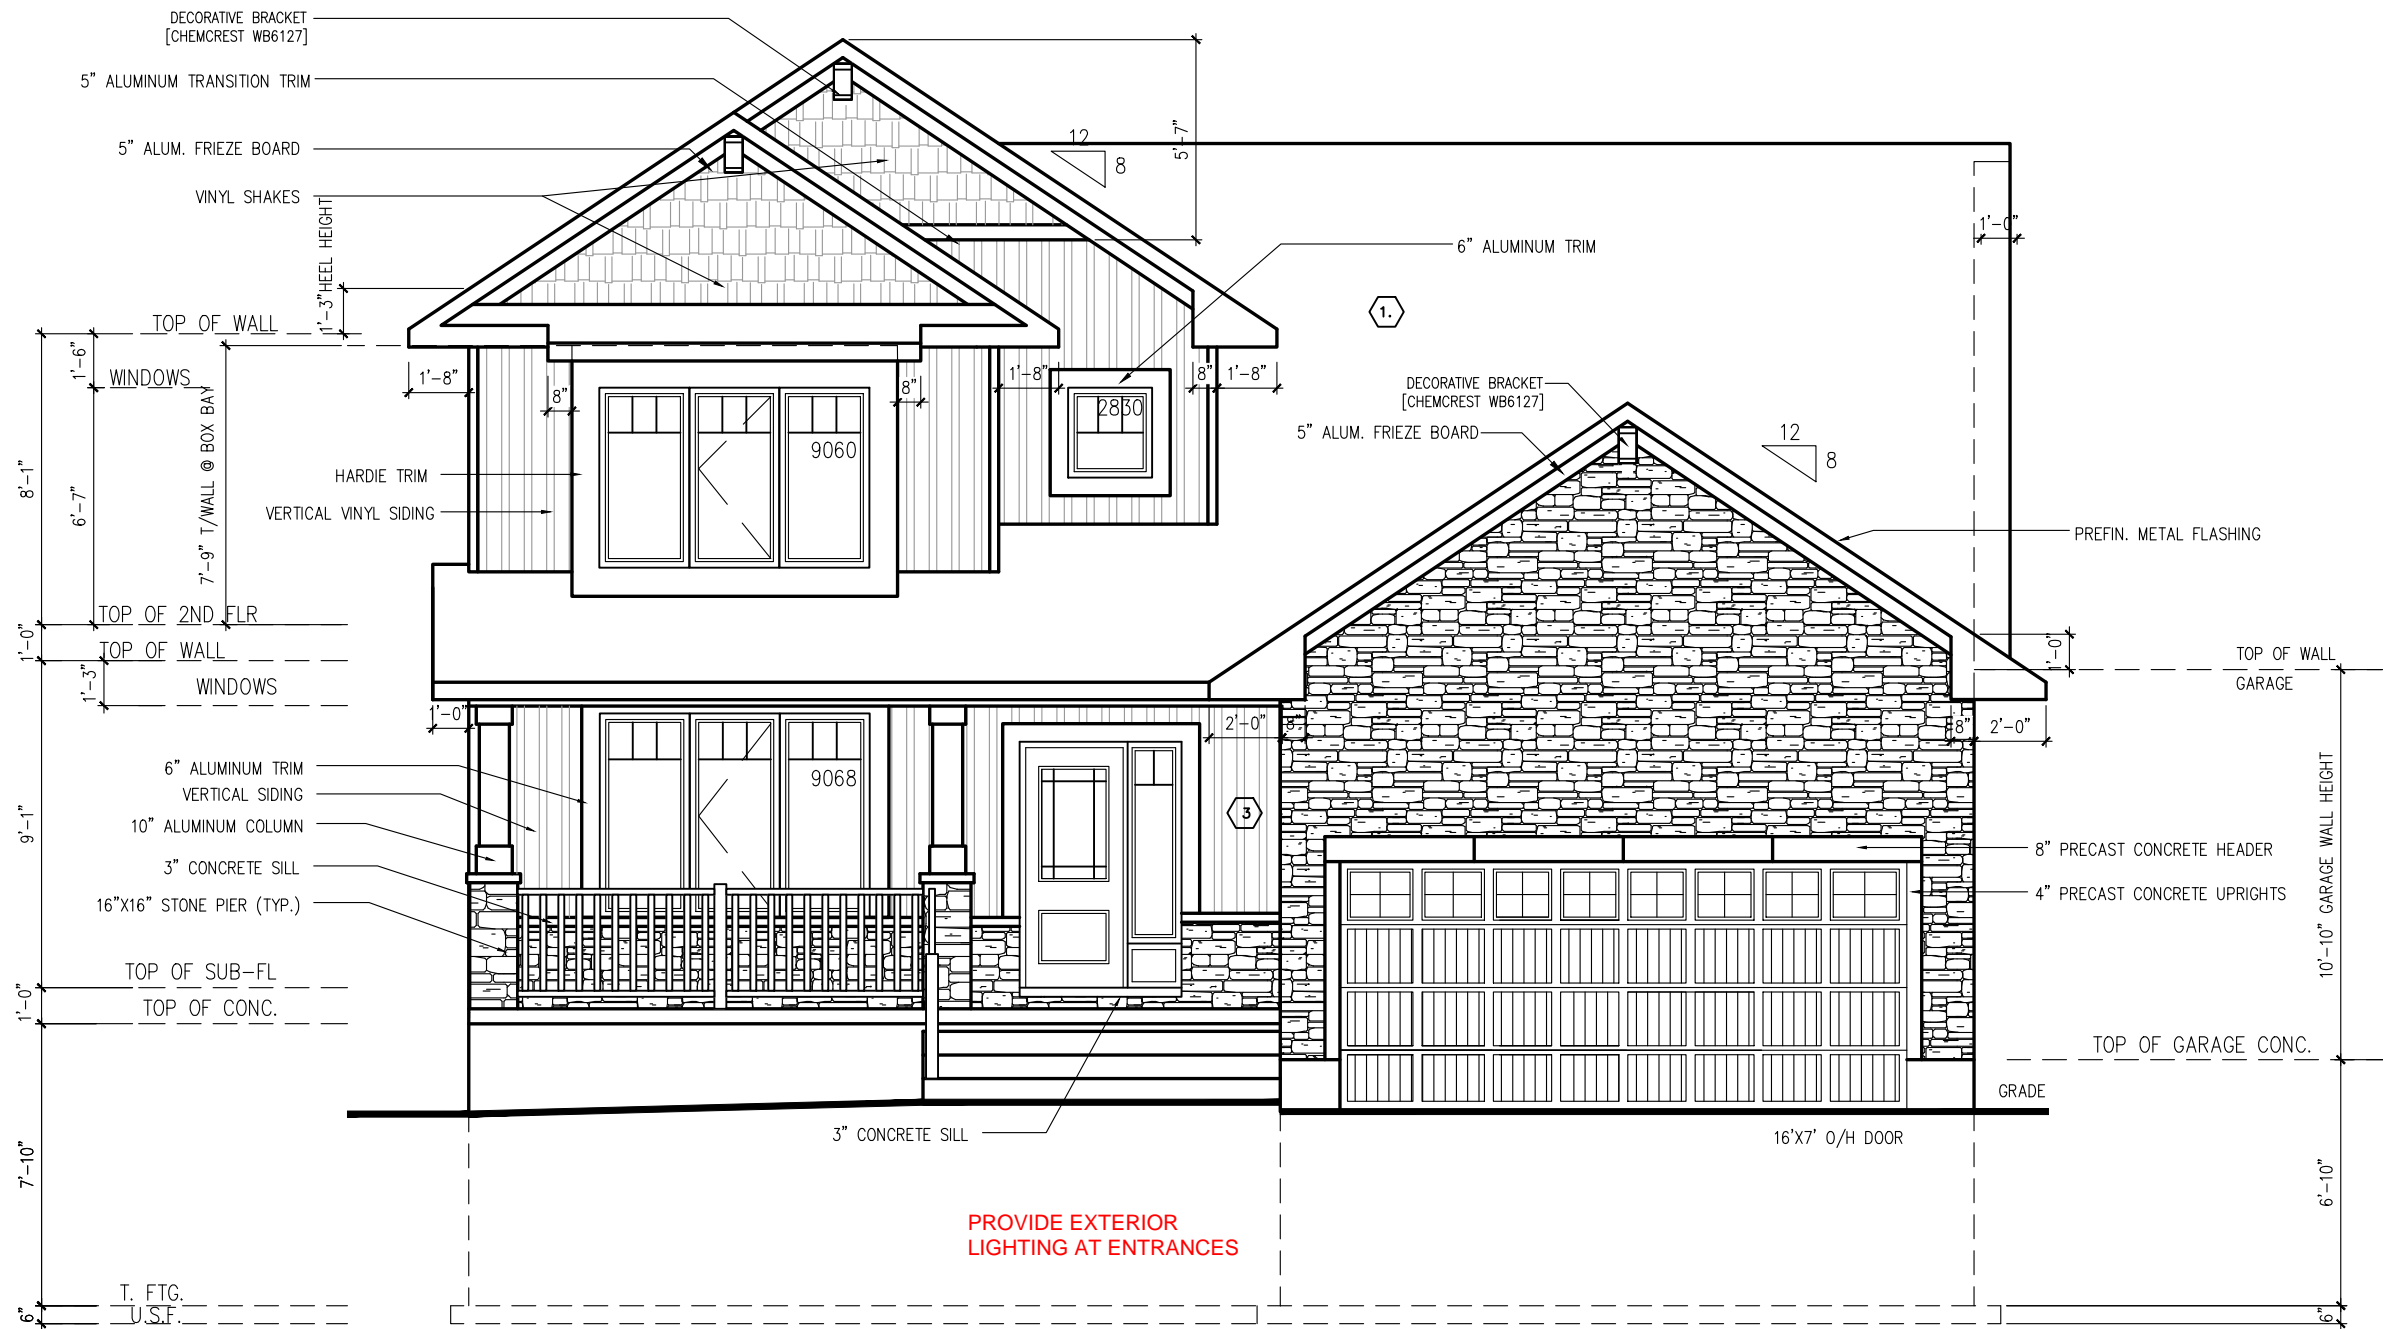 DECORATIVE BRACKET
[CHEMCREST WB6127]
5" ALUMINUM TRANSITION TRIM
5" ALUM. FRIEZE BOARD
VINYL SHAKES
1'-3" HEEL HEIGHT
TOP OF WALL
WINDOWS
1'-6"
6'-7"
8'-1"
7'-9" T/WALL @ BOX BAY
TOP OF 2ND FLR
1'-0"
TOP OF WALL
1'-3"
WINDOWS
HARDIE TRIM
VERTICAL VINYL SIDING
1'-8"
8"
8"
1'-8"
8"
1'-8"
9060
2830
12
8
5'-7"
6" ALUMINUM TRIM
1.
1'-0"
DECORATIVE BRACKET
[CHEMCREST WB6127]
5" ALUM. FRIEZE BOARD
12
8
PREFIN. METAL FLASHING
1'-0"
TOP OF WALL
GARAGE
1'-0"
2'-0"
8"
8"
2'-0"
6" ALUMINUM TRIM
VERTICAL SIDING
10" ALUMINUM COLUMN
3" CONCRETE SILL
16"X16" STONE PIER (TYP.)
9'-1"
9068
3
8" PRECAST CONCRETE HEADER
4" PRECAST CONCRETE UPRIGHTS
10'-10" GARAGE WALL HEIGHT
TOP OF SUB-FL
1'-0"
TOP OF CONC.
TOP OF GARAGE CONC.
GRADE
3" CONCRETE SILL
16'X7' O/H DOOR
7'-10"
6'-10"
PROVIDE EXTERIOR
LIGHTING AT ENTRANCES
T. FTG.
U.S.F.
6"
6"